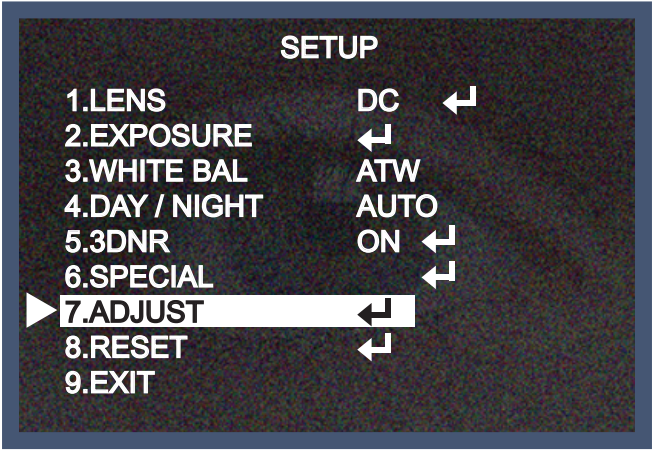 SETUP
1.LENS DC ↵
2.EXPOSURE ↵
3.WHITE BAL ATW
4.DAY / NIGHT AUTO
5.3DNR ON ↵
6.SPECIAL ↵
7.ADJUST ↵
8.RESET ↵
9.EXIT